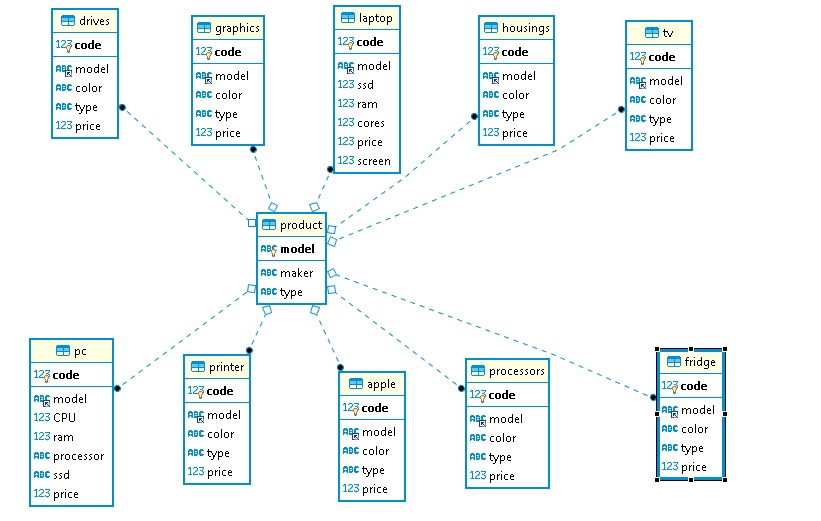 drives
123 code
ABC model
ABC color
ABC type
123 price
graphics
123 code
ABC model
ABC color
ABC type
123 price
laptop
123 code
ABC model
123 ssd
123 ram
123 cores
123 price
123 screen
housings
123 code
ABC model
ABC color
ABC type
123 price
tv
123 code
ABC model
ABC color
ABC type
123 price
product
ABC model
ABC maker
ABC type
pc
123 code
ABC model
123 CPU
123 ram
ABC processor
ABC ssd
123 price
printer
123 code
ABC model
ABC color
ABC type
123 price
apple
123 code
ABC model
ABC color
ABC type
123 price
processors
123 code
ABC model
ABC color
ABC type
123 price
fridge
123 code
ABC model
ABC color
ABC type
123 price